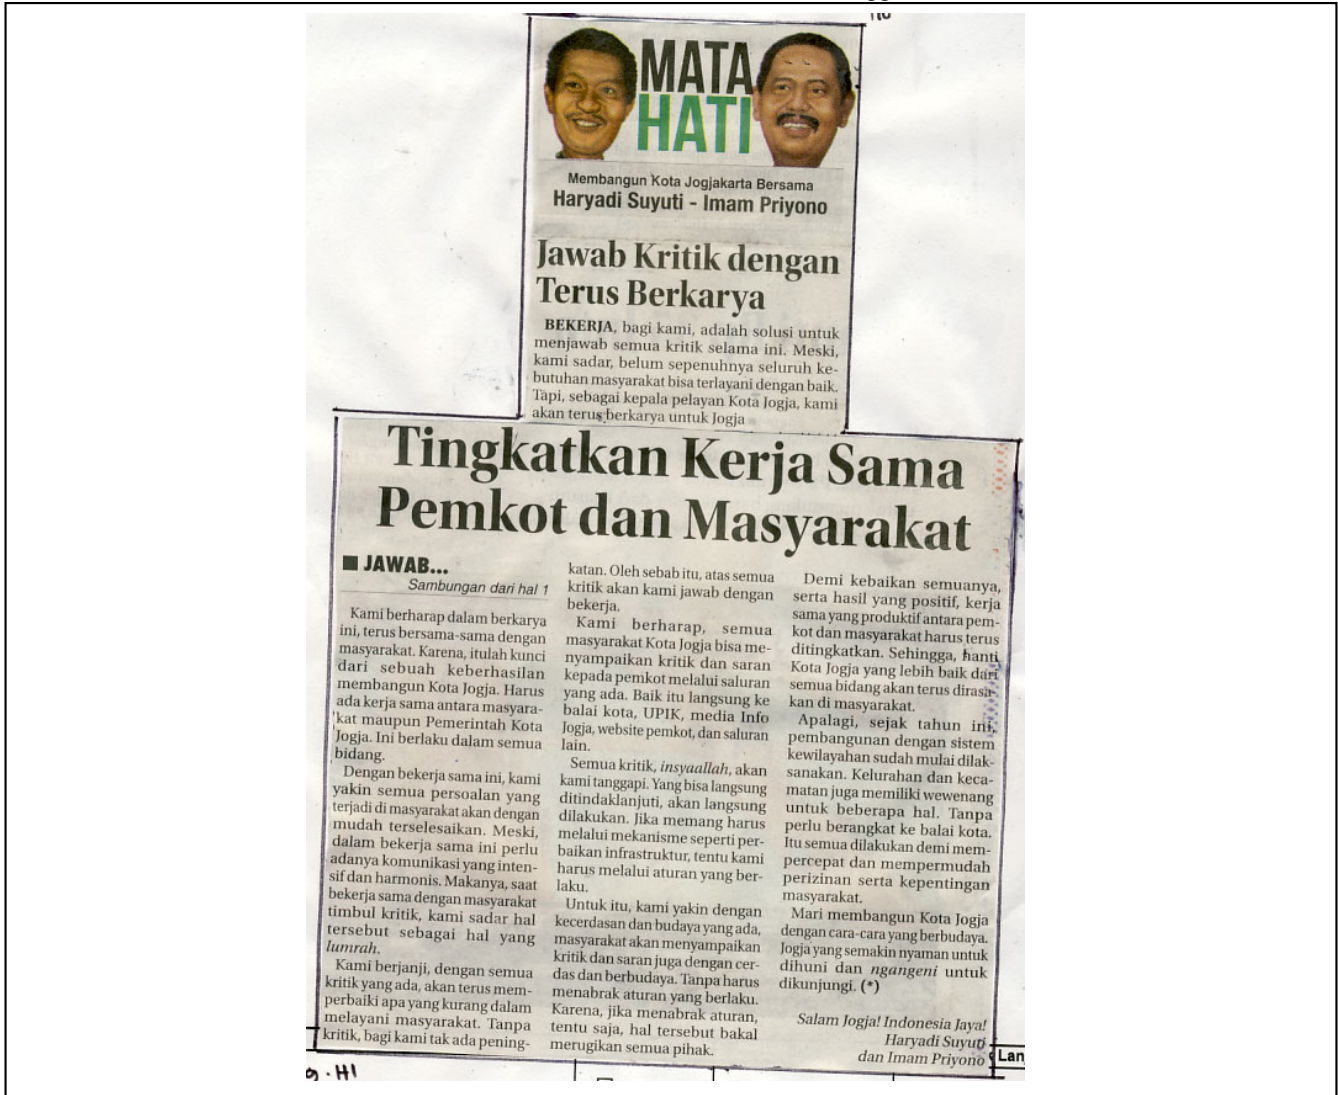 MATA
HATI
Membangun Kota Jogjakarta Bersama
Haryadi Suyuti - Imam Priyono
Jawab Kritik dengan
Terus Berkarya
BEKERJA, bagi kami, adalah solusi untuk
menjawab semua kritik selama ini. Meski,
kami sadar, belum sepenuhnya seluruh ke-
butuhan masyarakat bisa terlayani dengan baik.
Tapi, sebagai kepala pelayan Kota Jogja, kami
akan terus berkarya untuk Jogja
Tingkatkan Kerja Sama
Pemkot dan Masyarakat
■ JAWAB...
Sambungan dari hal 1
Kami berharap dalam berkarya
ini, terus bersama-sama dengan
masyarakat. Karena, itulah kunci
dari sebuah keberhasilan
membangun Kota Jogja. Harus
ada kerja sama antara masyara-
kat maupun Pemerintah Kota
Jogja. Ini berlaku dalam semua
bidang.
Dengan bekerja sama ini, kami
yakin semua persoalan yang
terjadi di masyarakat akan dengan
mudah terselesaikan. Meski,
dalam bekerja sama ini perlu
adanya komunikasi yang inten-
sif dan harmonis. Makanya, saat
bekerja sama dengan masyarakat
timbul kritik, kami sadar hal
tersebut sebagai hal yang
lumrah.
Kami berjanji, dengan semua
kritik yang ada, akan terus mem-
perbaiki apa yang kurang dalam
melayani masyarakat. Tanpa
kritik, bagi kami tak ada pening-
katan. Oleh sebab itu, atas semua
kritik akan kami jawab dengan
bekerja.
Kami berharap, semua
masyarakat Kota Jogja bisa me-
nyampaikan kritik dan saran
kepada pemkot melalui saluran
yang ada. Baik itu langsung ke
balai kota, UPIK, media Info
Jogja, website pemkot, dan saluran
lain.
Semua kritik, insyaallah, akan
kami tanggapi. Yang bisa langsung
ditindaklanjuti, akan langsung
dilakukan. Jika memang harus
melalui mekanisme seperti per-
baikan infrastruktur, tentu kami
harus melalui aturan yang ber-
laku.
Untuk itu, kami yakin dengan
kecerdasan dan budaya yang ada,
masyarakat akan menyampaikan
kritik dan saran juga dengan cer-
das dan berbudaya. Tanpa harus
menabrak aturan yang berlaku.
Karena, jika menabrak aturan,
tentu saja, hal tersebut bakal
merugikan semua pihak.
Demi kebaikan semuanya,
serta hasil yang positif, kerja
sama yang produktif antara pem-
kot dan masyarakat harus terus
ditingkatkan. Sehingga, hanti
Kota Jogja yang lebih baik dari
semua bidang akan terus dirasa-
kan di masyarakat.
Apalagi, sejak tahun ini,
pembangunan dengan sistem
kewilayahan sudah mulai dilak-
sanakan. Kelurahan dan keca-
matan juga memiliki wewenang
untuk beberapa hal. Tanpa
perlu berangkat ke balai kota.
Itu semua dilakukan demi mem-
percepat dan mempermudah
perizinan serta kepentingan
masyarakat.
Mari membangun Kota Jogja
dengan cara-cara yang berbudaya.
Jogja yang semakin nyaman untuk
dihuni dan ngangeni untuk
dikunjungi. (*)
Salam Jogja! Indonesia Jaya!
Haryadi Suyuti
dan Imam Priyono
Lan